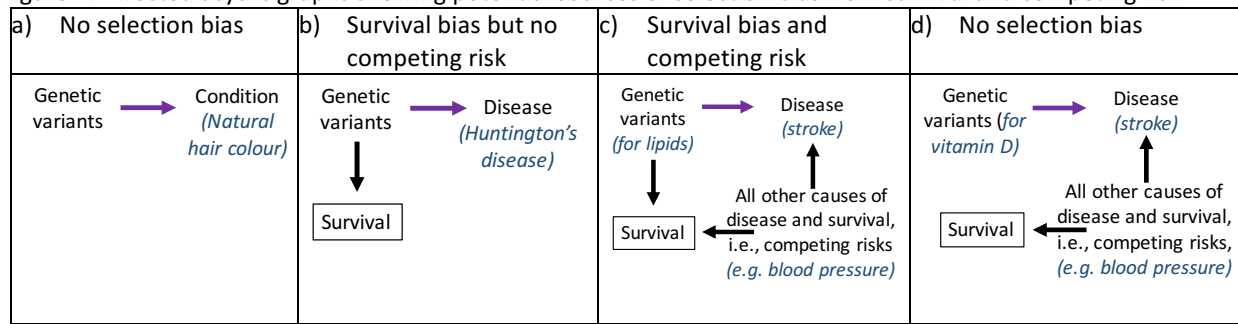 a) No selection bias
b) Survival bias but no
competing risk
c) Survival bias and
competing risk
d) No selection bias
Genetic
variants
Condition
(Natural
hair colour)
Genetic
variants
Disease
(Huntington's
disease)
Survival
Genetic
variants
(for lipids)
Disease
(stroke)
Survival
All other causes of
disease and survival,
i.e., competing risks
(e.g. blood pressure)
Genetic
variants (for
vitamin D)
Disease
(stroke)
Survival
All other causes of
disease and survival,
i.e., competing risks,
(e.g. blood pressure)